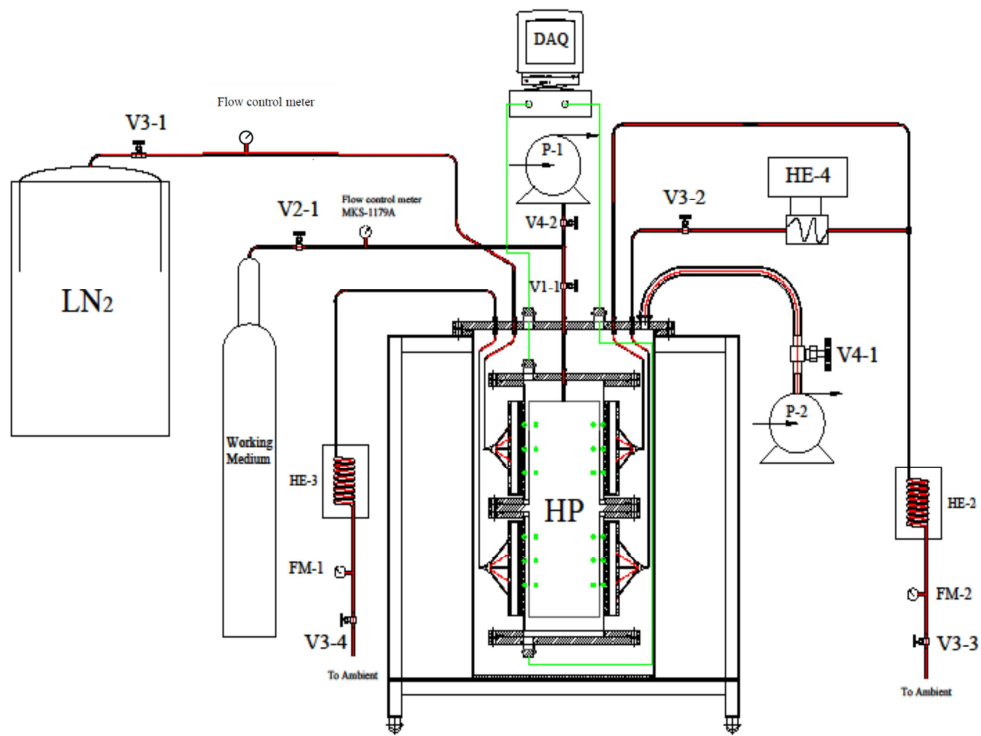 DAQ
Flow control meter
V3-1
P-1
HE-4
V2-1
Flow control meter
MKS-1179A
V4-2
V3-2
LN2
V1-1
V4-1
P-2
Working
Medium
HE-3
HP
HE-2
FM-1
FM-2
V3-4
V3-3
To Ambient
To Ambient